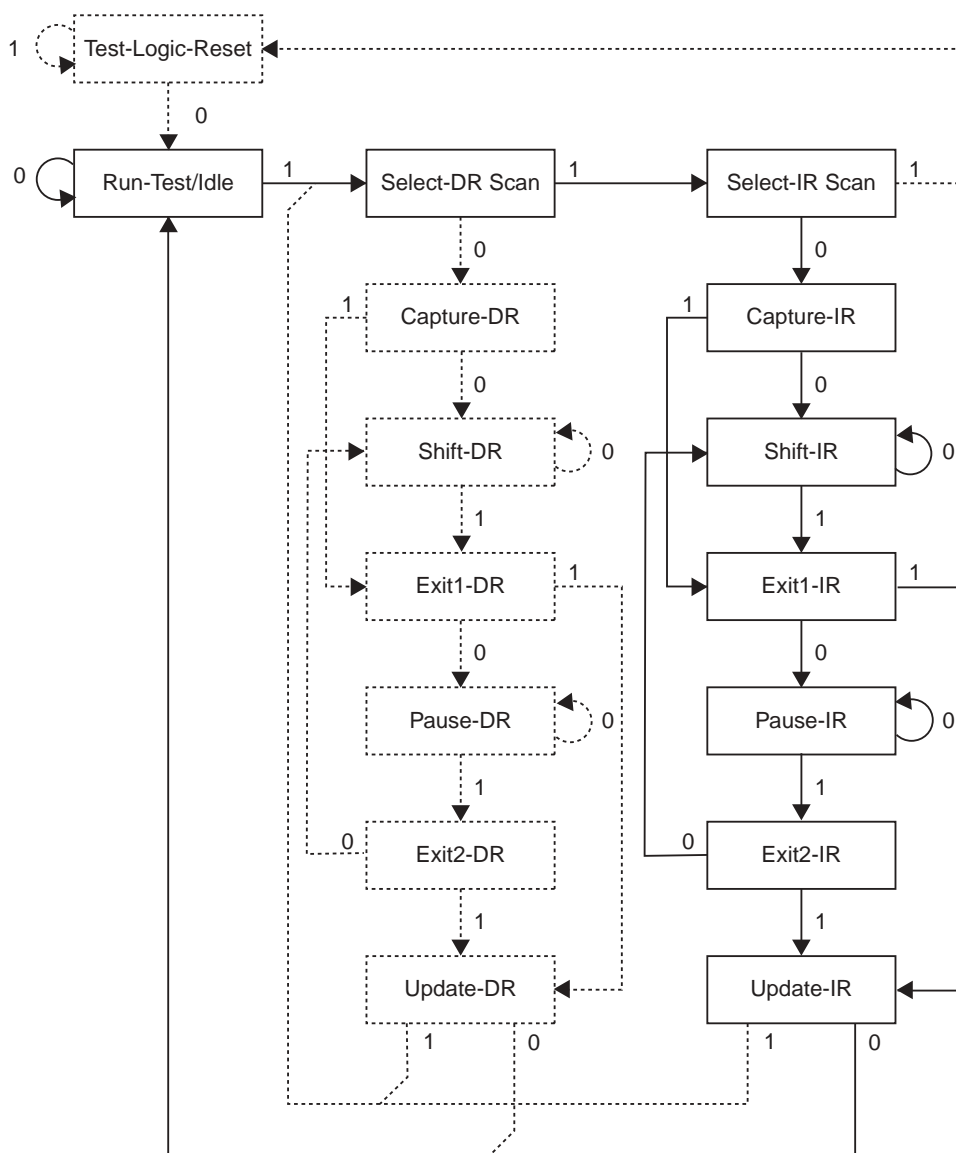 1 Test-Logic-Reset
0
0 Run-Test/Idle 1 Select-DR Scan 1 Select-IR Scan 1
0 0
1 Capture-DR 1 Capture-IR
0 0
Shift-DR 0 Shift-IR 0
1 1
Exit1-DR 1 Exit1-IR 1
0 0
Pause-DR 0 Pause-IR 0
1 1
0 Exit2-DR 0 Exit2-IR
1 1
Update-DR Update-IR
1 0 1 0